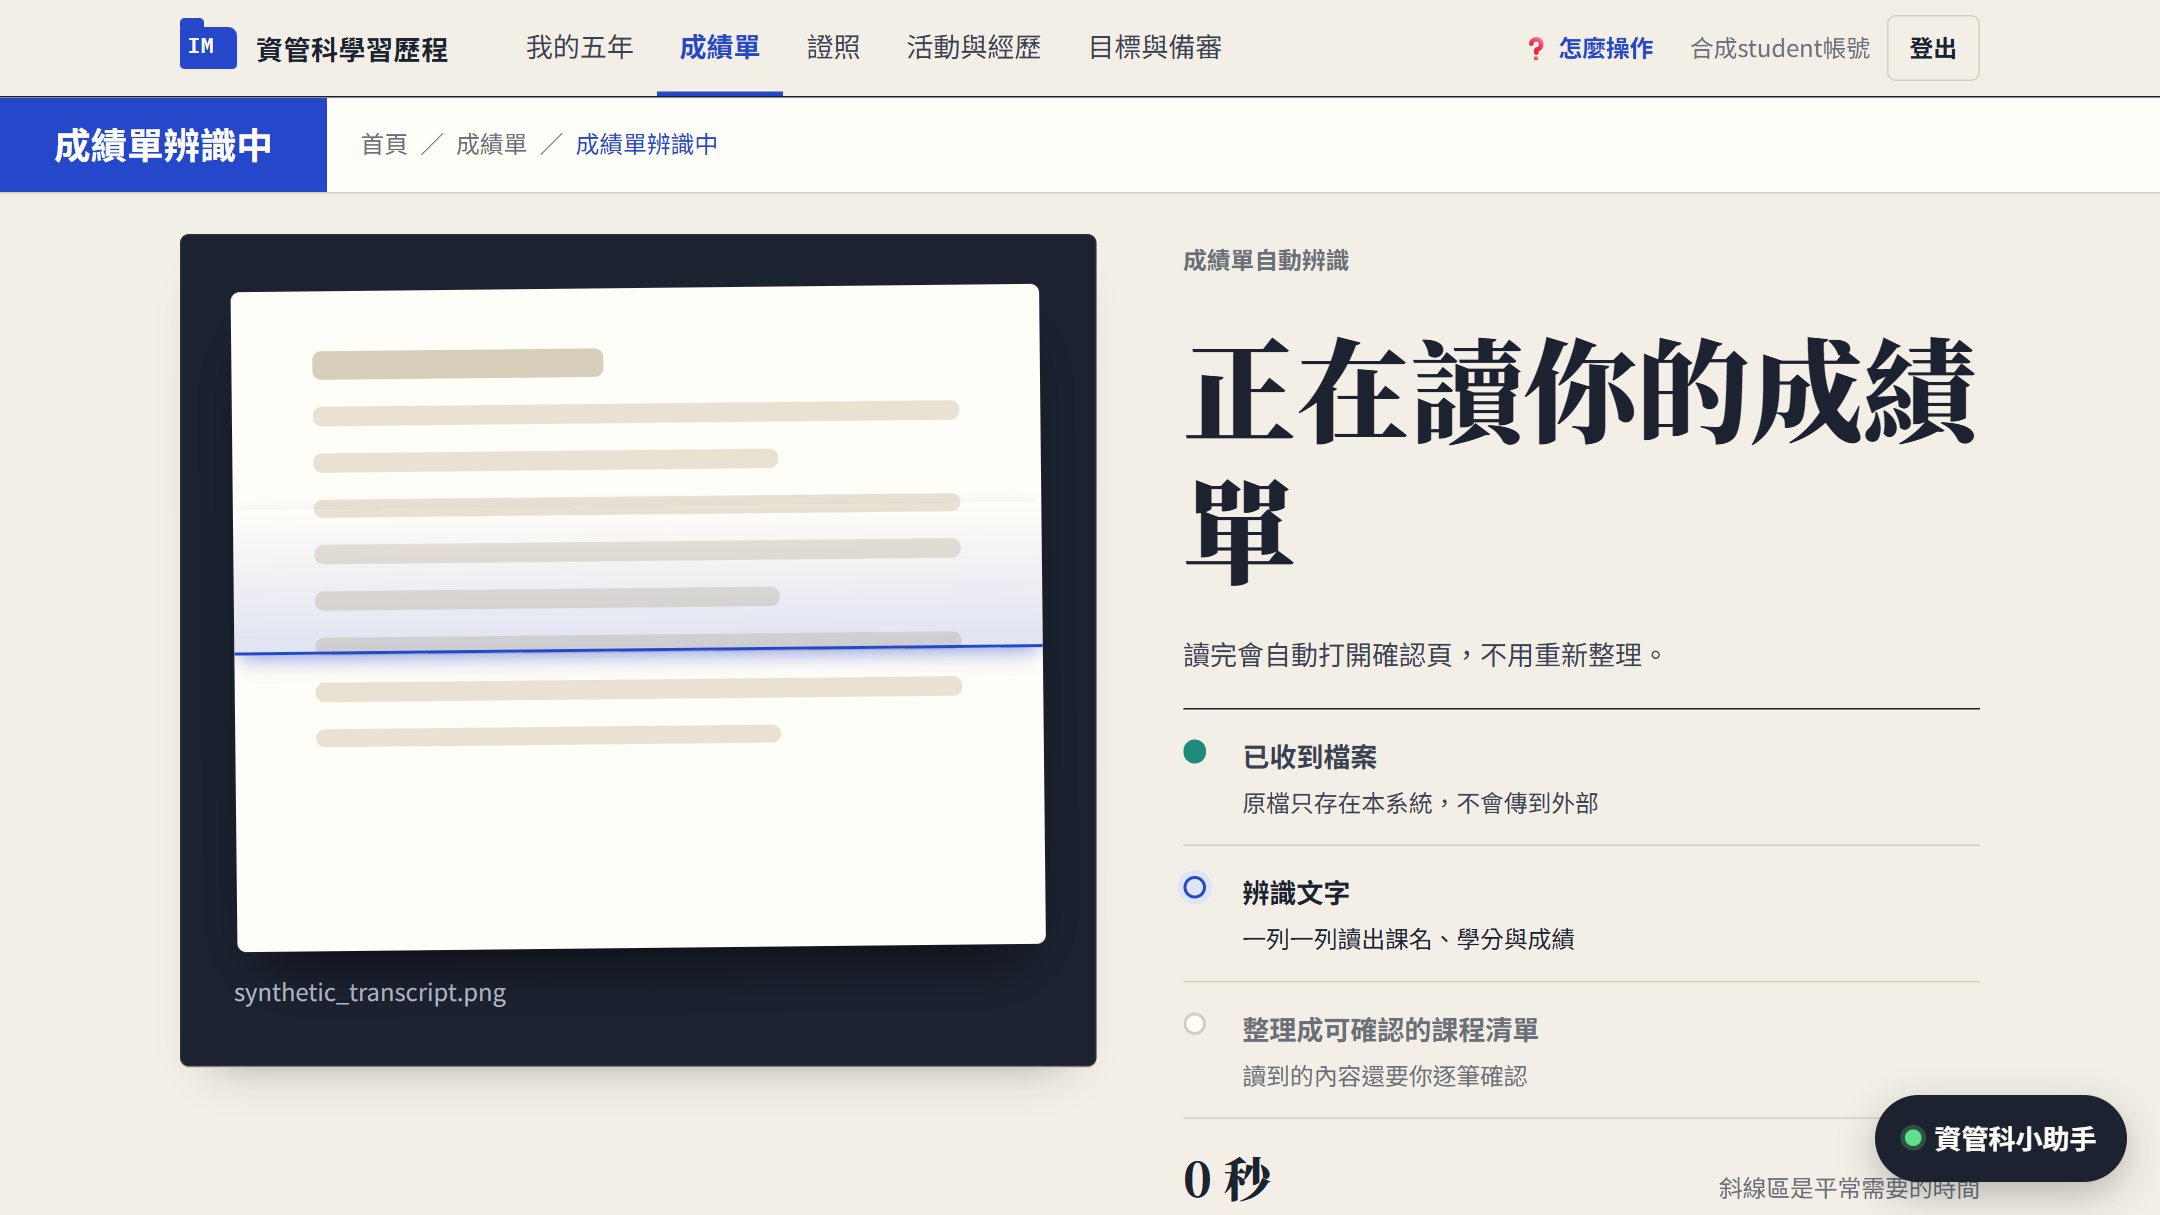 IM
資管科學習歷程
我的五年
成績單
證照
活動與經歷
目標與備審
❓ 怎麼操作
合成student帳號
登出
成績單辨識中
首頁 ／ 成績單 ／ 成績單辨識中
synthetic_transcript.png
成績單自動辨識
正在讀你的成績
單
讀完會自動打開確認頁，不用重新整理。
已收到檔案
原檔只存在本系統，不會傳到外部
辨識文字
一列一列讀出課名、學分與成績
整理成可確認的課程清單
讀到的內容還要你逐筆確認
0 秒
斜線區是平常需要的時間
資管科小助手